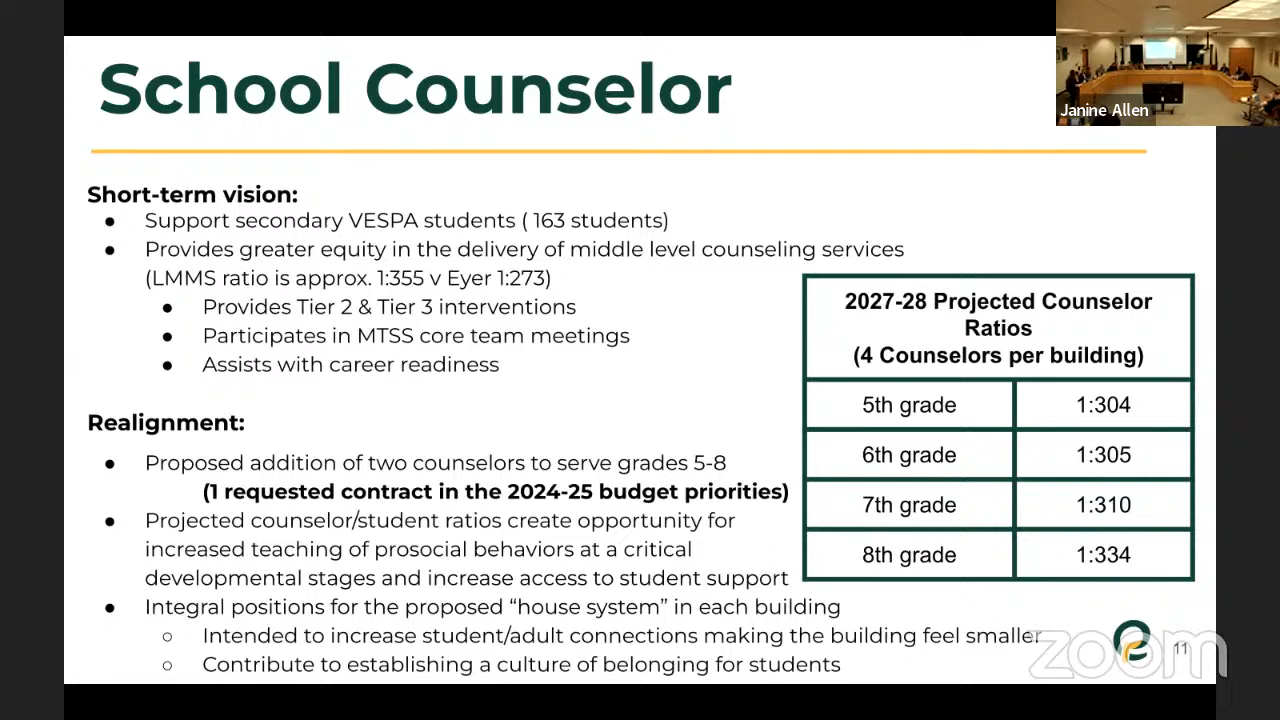 School Counselor
Janine Allen
Short-term vision:
● Support secondary VESPA students ( 163 students)
● Provides greater equity in the delivery of middle level counseling services
(LMMS ratio is approx. 1:355 v Eyer 1:273)
● Provides Tier 2 & Tier 3 interventions
● Participates in MTSS core team meetings
● Assists with career readiness
Realignment:
● Proposed addition of two counselors to serve grades 5-8
(1 requested contract in the 2024-25 budget priorities)
● Projected counselor/student ratios create opportunity for
increased teaching of prosocial behaviors at a critical
developmental stages and increase access to student support
● Integral positions for the proposed “house system” in each building
○ Intended to increase student/adult connections making the building feel smaller
○ Contribute to establishing a culture of belonging for students
2027-28 Projected Counselor
Ratios
(4 Counselors per building)
5th grade 1:304
6th grade 1:305
7th grade 1:310
8th grade 1:334
zoom
11